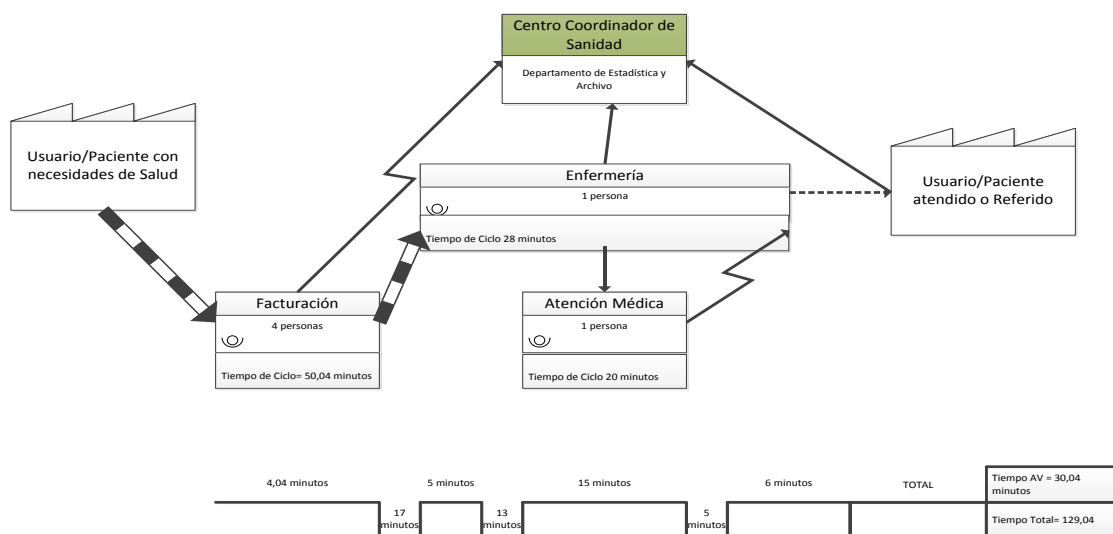 Centro Coordinador de
Sanidad
Departamento de Estadística y
Archivo
Usuario/Paciente con
necesidades de Salud
Enfermería
1 persona
Tiempo de Ciclo 28 minutos
Usuario/Paciente
atendido o Referido
Facturación
4 personas
Tiempo de Ciclo= 50,04 minutos
Atención Médica
1 persona
Tiempo de Ciclo 20 minutos
4,04 minutos
5 minutos
15 minutos
6 minutos
TOTAL
Tiempo AV = 30,04
minutos
17
minutos
13
minutos
5
minutos
Tiempo Total= 129,04